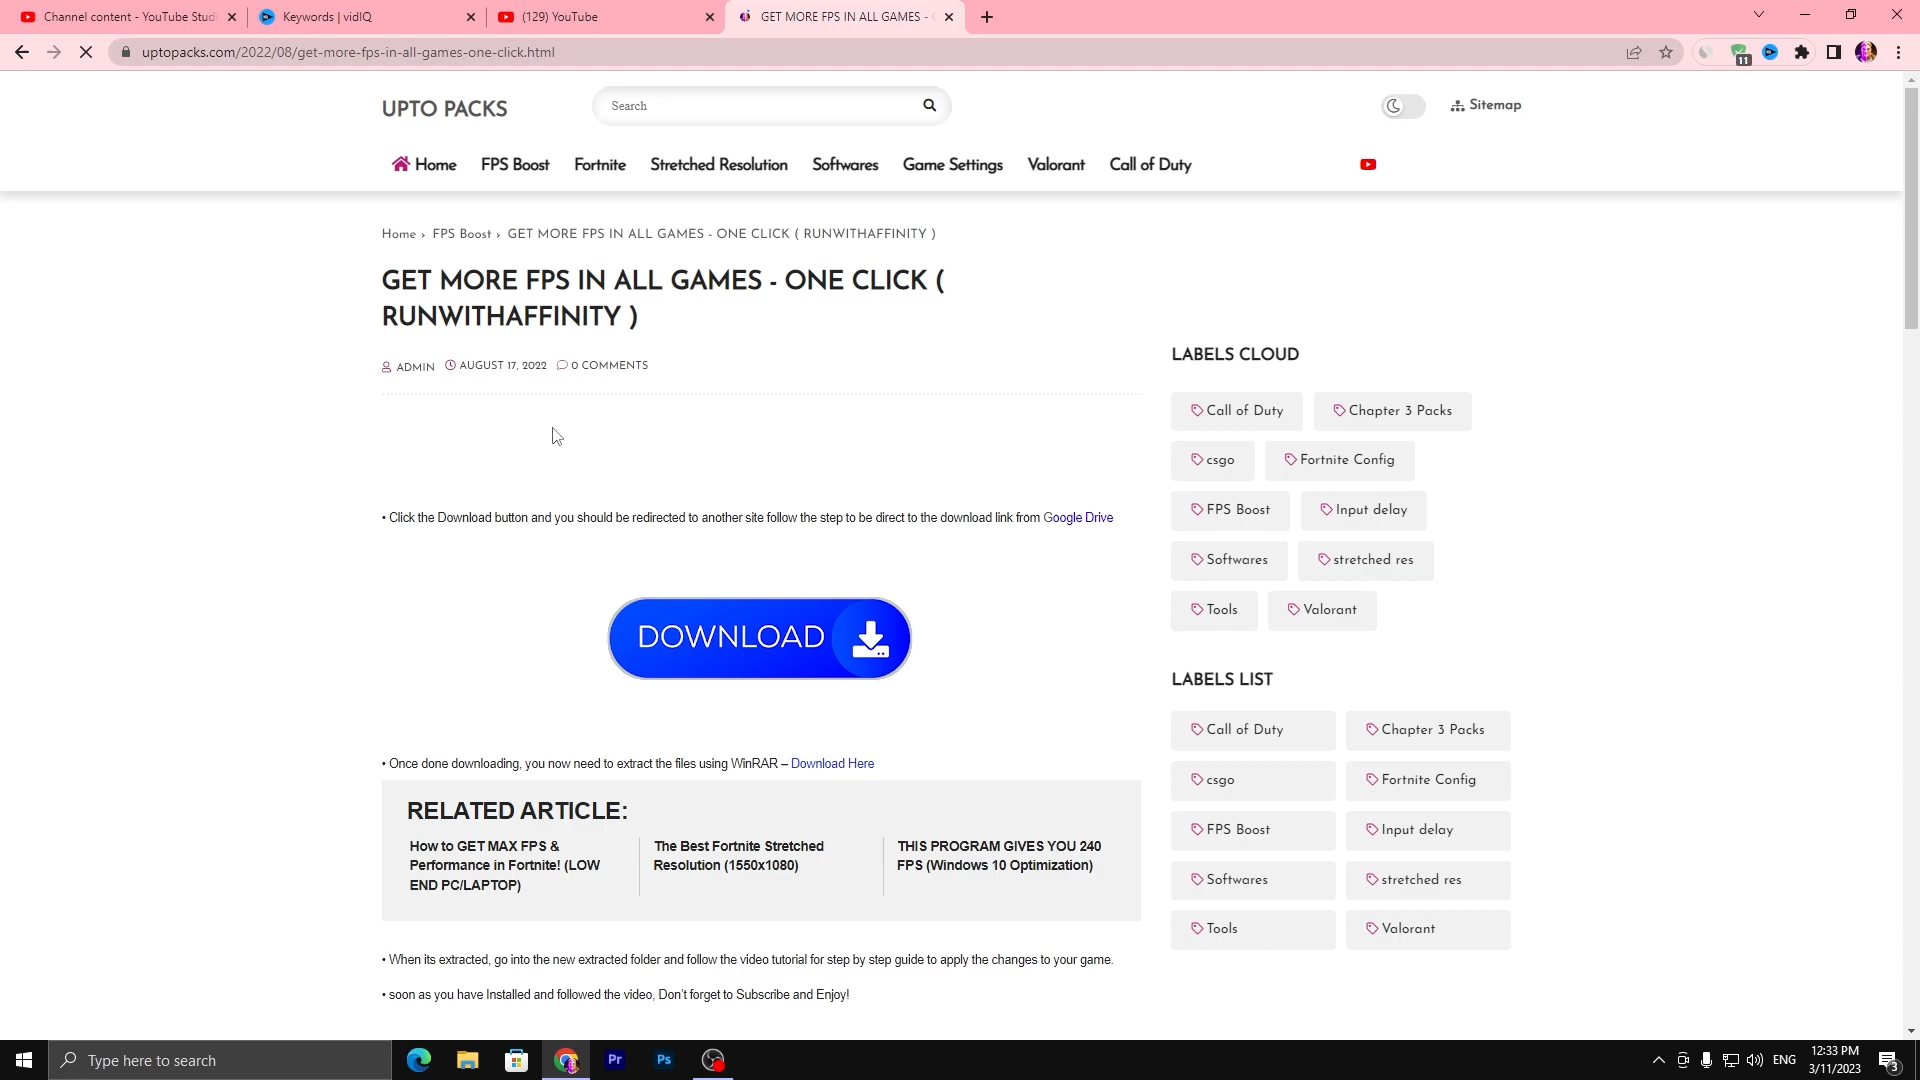 Channel content - YouTube Studi
Keywords | vidIQ
(129) YouTube
GET MORE FPS IN ALL GAMES -
uptopacks.com/2022/08/get-more-fps-in-all-games-one-click.html
11
UPTO PACKS
Search
Sitemap
Home
FPS Boost
Fortnite
Stretched Resolution
Softwares
Game Settings
Valorant
Call of Duty
Home › FPS Boost › GET MORE FPS IN ALL GAMES - ONE CLICK ( RUNWITHAFFINITY )
GET MORE FPS IN ALL GAMES - ONE CLICK (
RUNWITHAFFINITY )
ADMIN AUGUST 17, 2022 0 COMMENTS
• Click the Download button and you should be redirected to another site follow the step to be direct to the download link from Google Drive
DOWNLOAD
• Once done downloading, you now need to extract the files using WinRAR – Download Here
RELATED ARTICLE:
How to GET MAX FPS &
Performance in Fortnite! (LOW
END PC/LAPTOP)
The Best Fortnite Stretched
Resolution (1550x1080)
THIS PROGRAM GIVES YOU 240
FPS (Windows 10 Optimization)
• When its extracted, go into the new extracted folder and follow the video tutorial for step by step guide to apply the changes to your game.
• soon as you have Installed and followed the video, Don't forget to Subscribe and Enjoy!
LABELS CLOUD
Call of Duty
Chapter 3 Packs
csgo
Fortnite Config
FPS Boost
Input delay
Softwares
stretched res
Tools
Valorant
LABELS LIST
Call of Duty
Chapter 3 Packs
csgo
Fortnite Config
FPS Boost
Input delay
Softwares
stretched res
Tools
Valorant
Type here to search
Pr
Ps
ENG
12:33 PM
3/11/2023
3